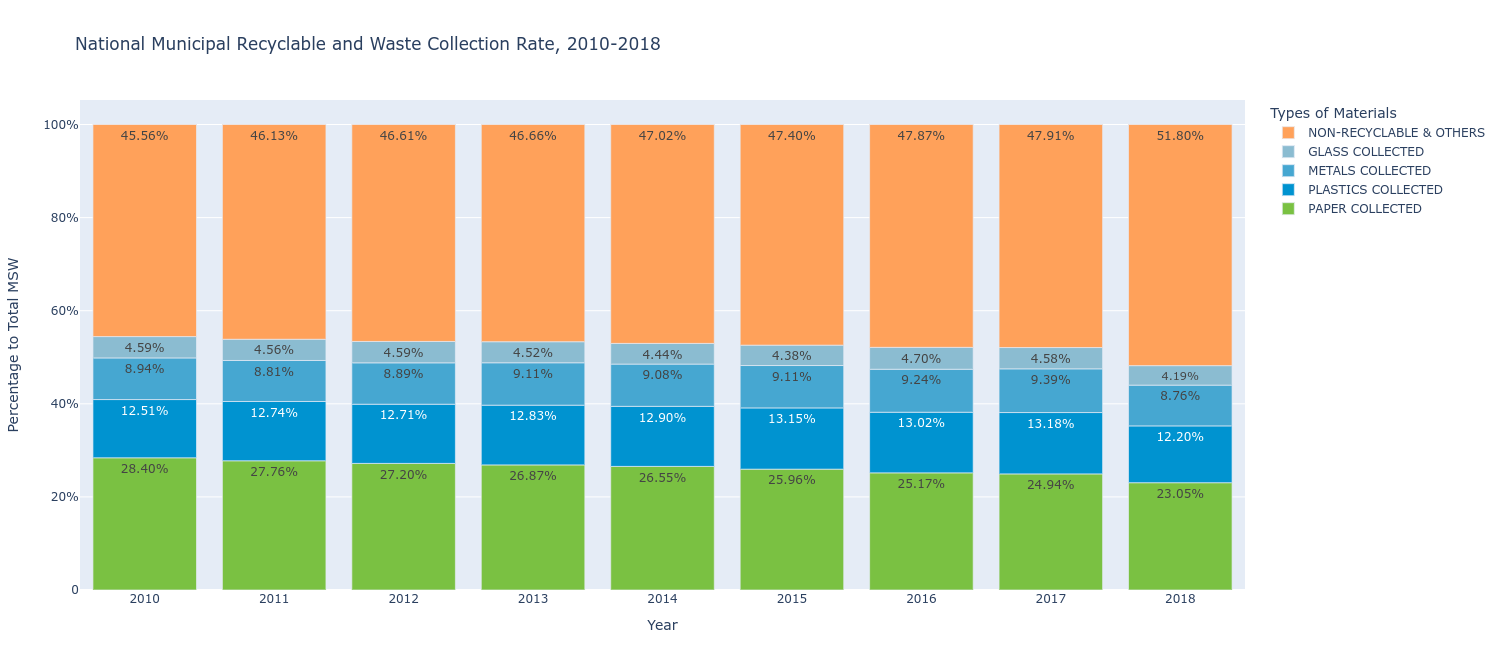 National Municipal Recyclable and Waste Collection Rate, 2010-2018
Types of Materials
NON-RECYCLABLE & OTHERS
GLASS COLLECTED
METALS COLLECTED
PLASTICS COLLECTED
PAPER COLLECTED
Percentage to Total MSW
100%
80%
60%
40%
20%
0
45.56% 46.13% 46.61% 46.66% 47.02% 47.40% 47.87% 47.91% 51.80%
4.59% 4.56% 4.59% 4.52% 4.44% 4.38% 4.70% 4.58% 4.19%
8.94% 8.81% 8.89% 9.11% 9.08% 9.11% 9.24% 9.39% 8.76%
12.51% 12.74% 12.71% 12.83% 12.90% 13.15% 13.02% 13.18% 12.20%
28.40% 27.76% 27.20% 26.87% 26.55% 25.96% 25.17% 24.94% 23.05%
2010 2011 2012 2013 2014 2015 2016 2017 2018
Year